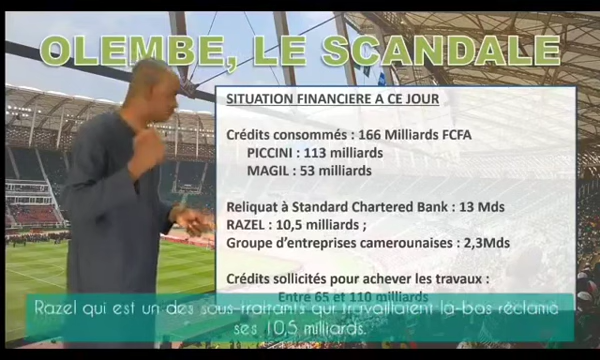 OLEMBE, LE SCANDALE
SITUATION FINANCIERE A CE JOUR
Crédits consommés : 166 Milliards FCFA
PICCINI : 113 milliards
MAGIL : 53 milliards
Reliquat à Standard Chartered Bank : 13 Mds
RAZEL : 10,5 milliards ;
Groupe d'entreprises camerounaises : 2,3Mds
Crédits sollicités pour achever les travaux :
Entre 65 et 110 milliards
Razel qui est un des sous-traitants qui travaillaient là-bas réclame
ses 10,5 milliards.